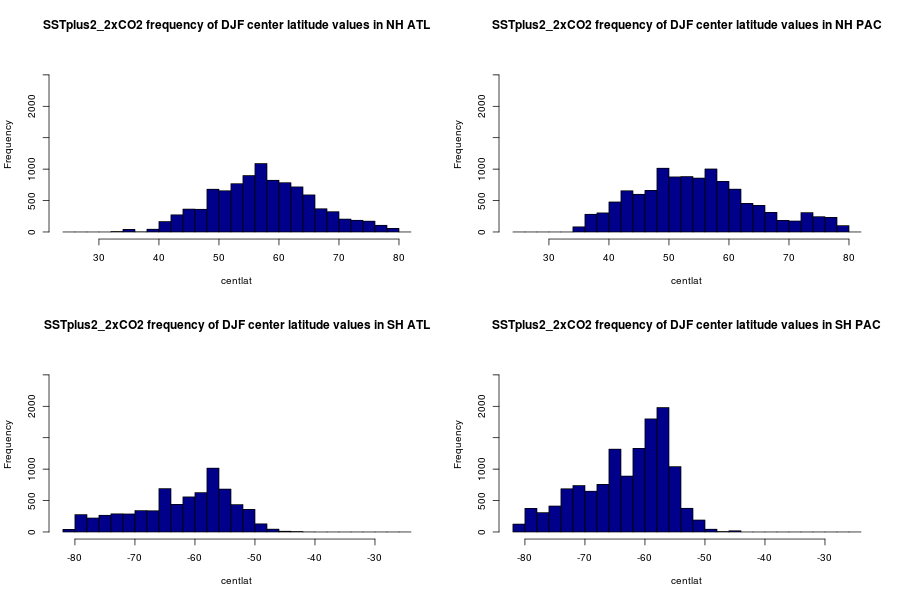 SSTplus2_2xCO2 frequency of DJF center latitude values in NH ATL
Frequency
2000
1000
500
0
30 40 50 60 70 80
centlat
SSTplus2_2xCO2 frequency of DJF center latitude values in NH PAC
Frequency
2000
1000
500
0
30 40 50 60 70 80
centlat
SSTplus2_2xCO2 frequency of DJF center latitude values in SH ATL
Frequency
2000
1000
500
0
-80 -70 -60 -50 -40 -30
centlat
SSTplus2_2xCO2 frequency of DJF center latitude values in SH PAC
Frequency
2000
1000
500
0
-80 -70 -60 -50 -40 -30
centlat